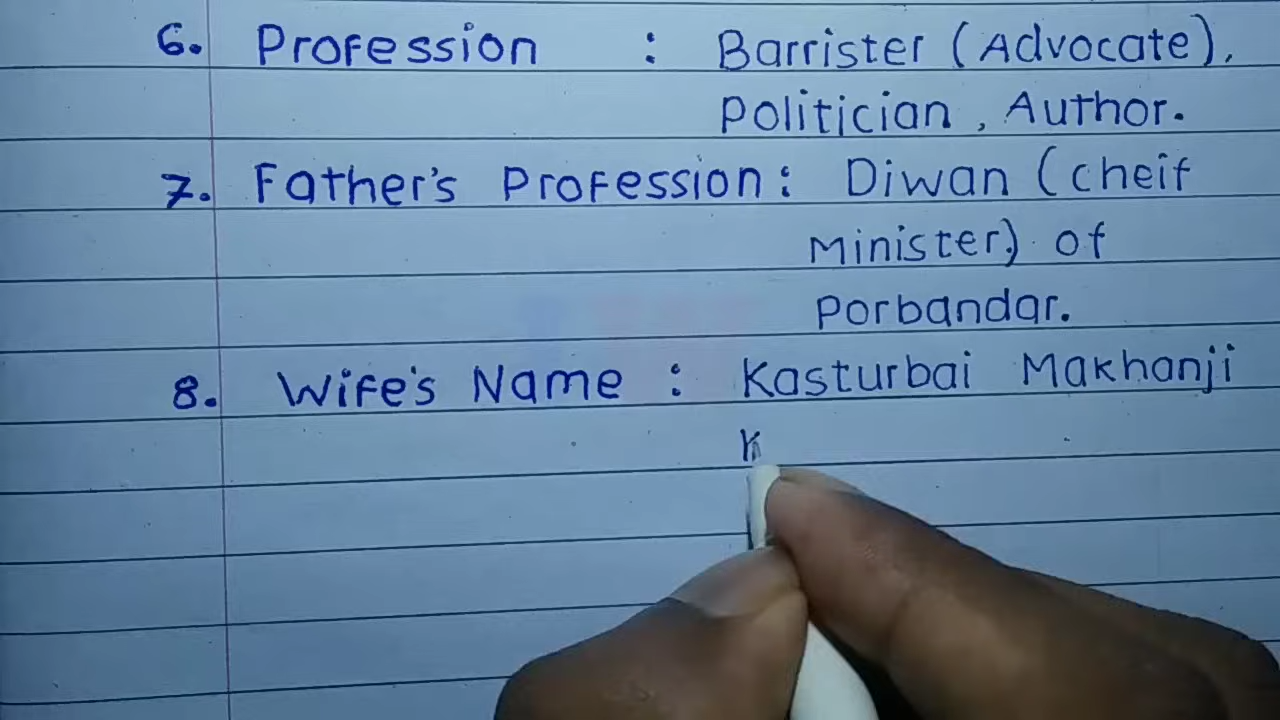 6. Profession : Barrister (Advocate),
Politician, Author.
7. Father's Profession: Diwan (cheif
Minister) of
Porbandar.
8. Wife's Name : Kasturbai Makhanji
K